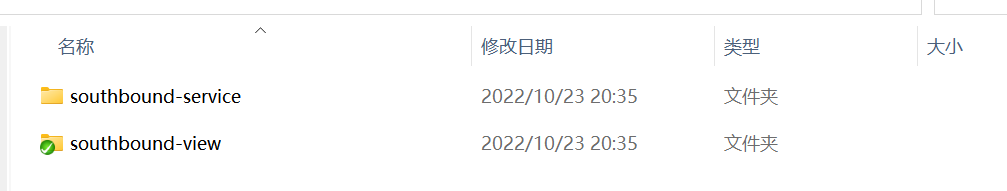 名称 修改日期 类型 大小
southbound-service 2022/10/23 20:35 文件夹
southbound-view 2022/10/23 20:35 文件夹